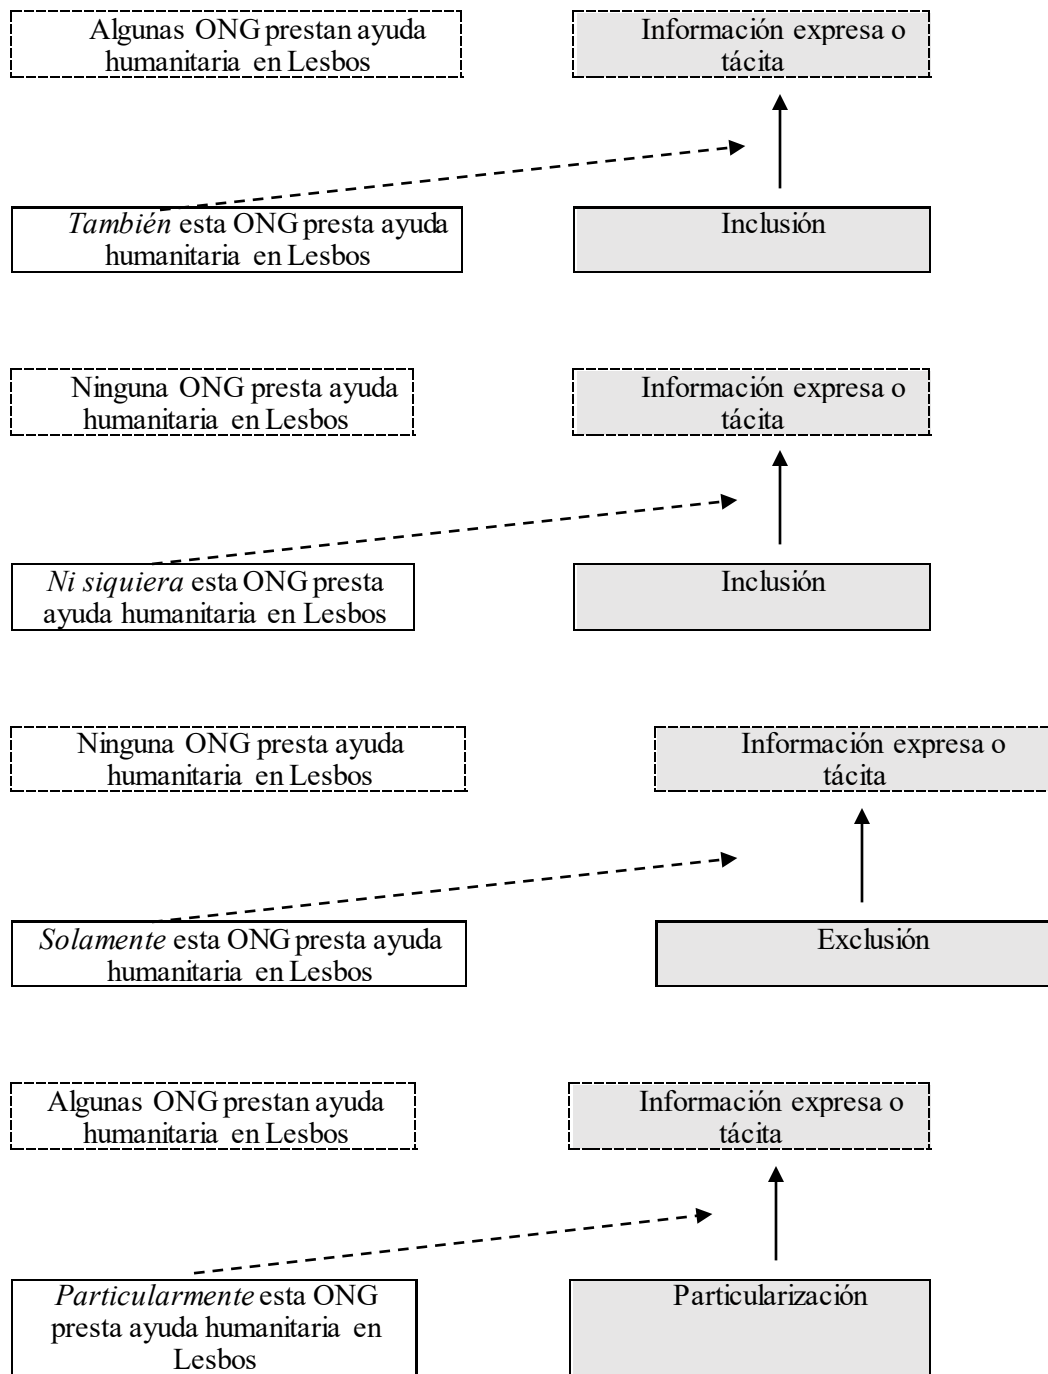 Algunas ONG prestan ayuda
humanitaria en Lesbos
Información expresa o
tácita
También esta ONG presta ayuda
humanitaria en Lesbos
Inclusión
Ninguna ONG presta ayuda
humanitaria en Lesbos
Información expresa o
tácita
Ni siquiera esta ONG presta
ayuda humanitaria en Lesbos
Inclusión
Ninguna ONG presta ayuda
humanitaria en Lesbos
Información expresa o
tácita
Solamente esta ONG presta ayuda
humanitaria en Lesbos
Exclusión
Algunas ONG prestan ayuda
humanitaria en Lesbos
Información expresa o
tácita
Particularmente esta ONG
presta ayuda humanitaria en
Lesbos
Particularización